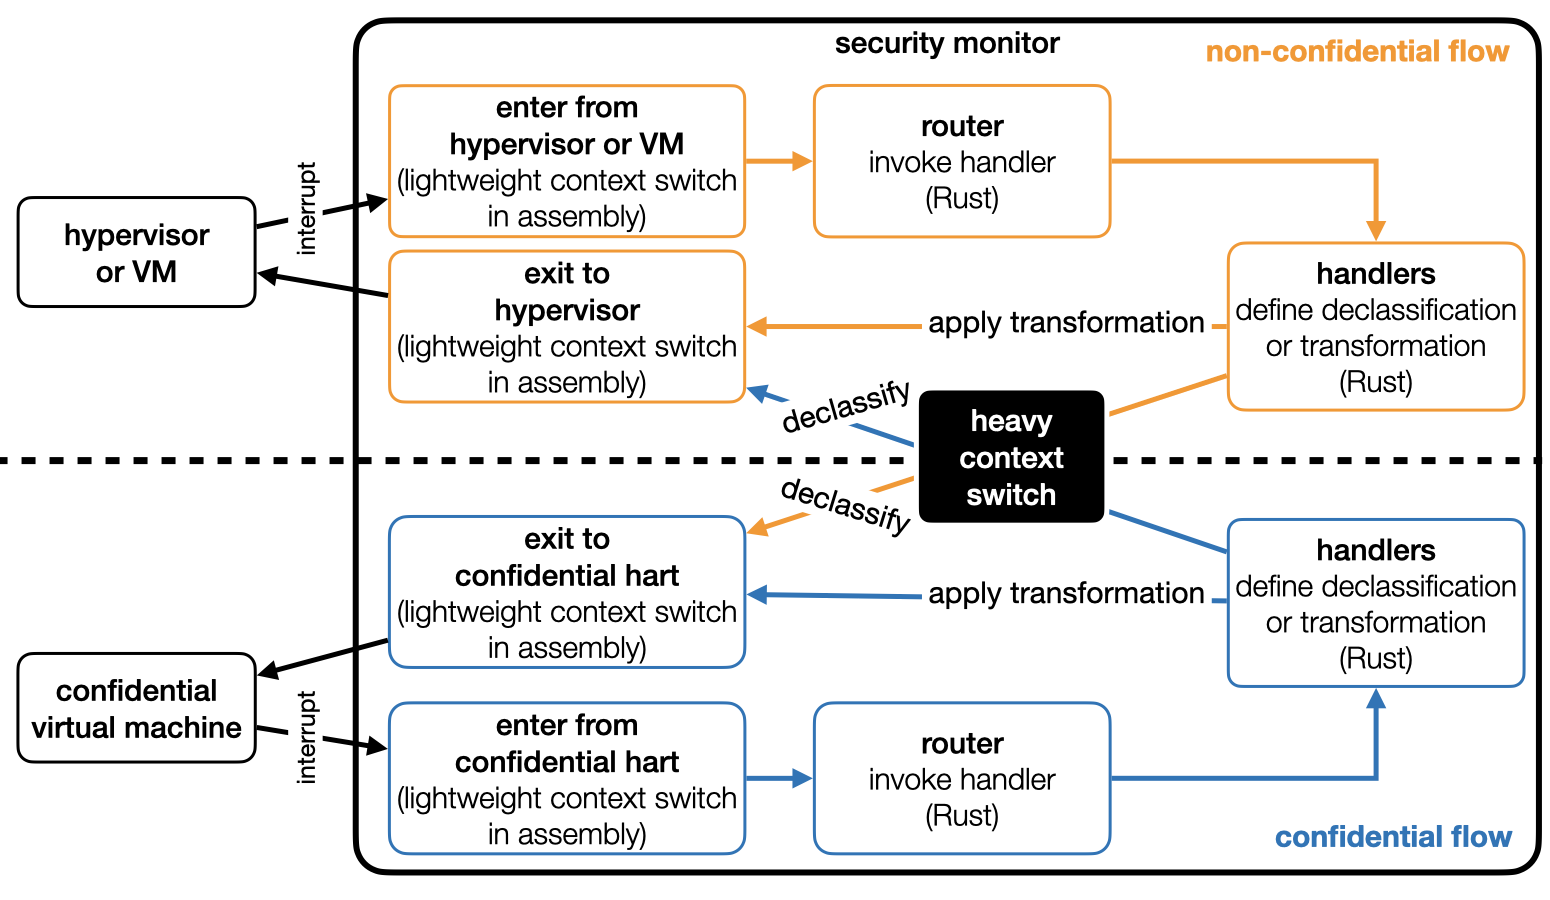 security monitor
non-confidential flow
enter from
hypervisor or VM
(lightweight context switch
in assembly)
router
invoke handler
(Rust)
interrupt
hypervisor
or VM
exit to
hypervisor
(lightweight context switch
in assembly)
apply transformation
handlers
define declassification
or transformation
(Rust)
declassify
heavy
context
switch
declassify
exit to
confidential hart
(lightweight context switch
in assembly)
apply transformation
handlers
define declassification
or transformation
(Rust)
confidential
virtual machine
interrupt
enter from
confidential hart
(lightweight context switch
in assembly)
router
invoke handler
(Rust)
confidential flow